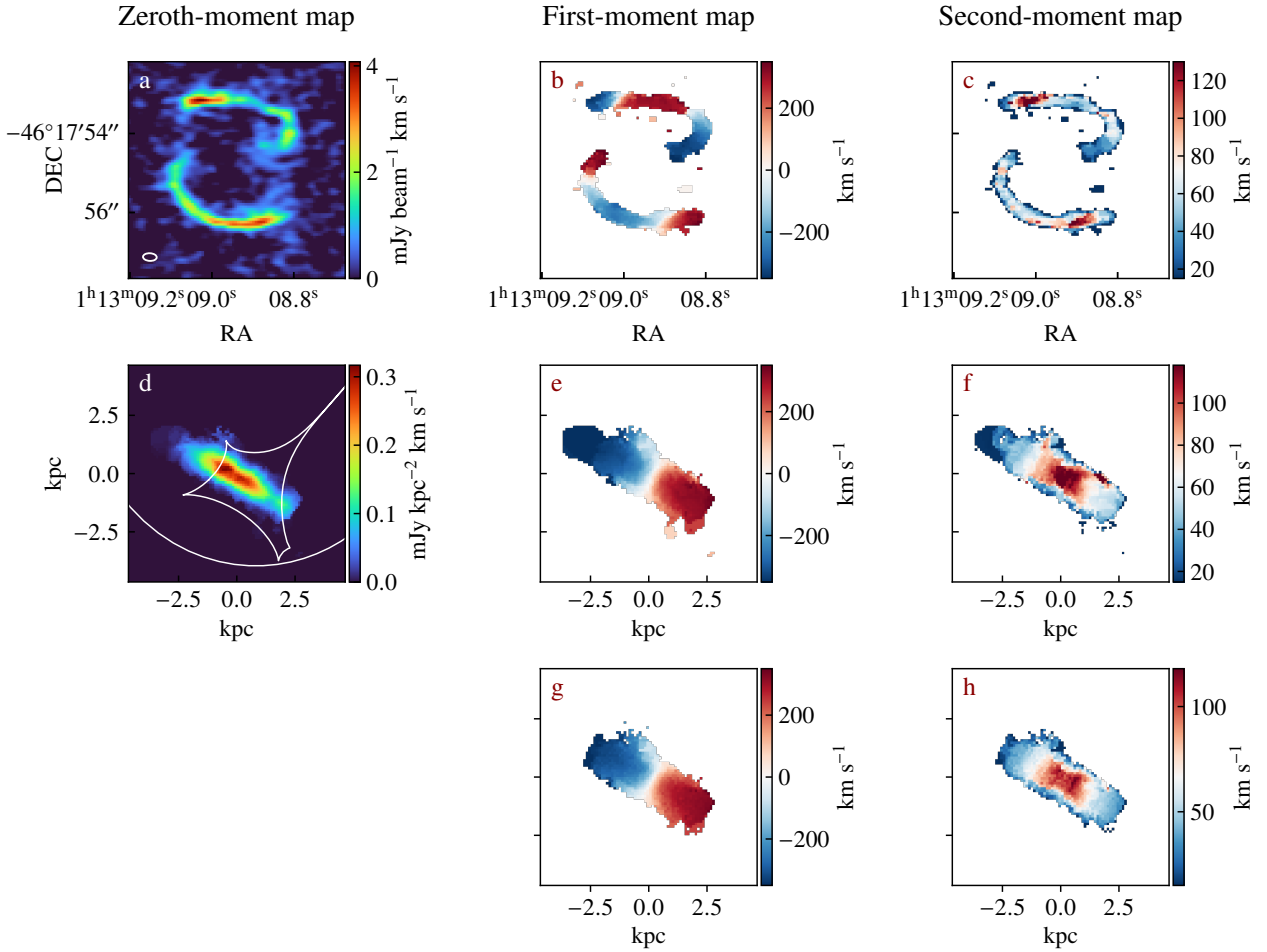 Zeroth-moment map
First-moment map
Second-moment map
a
−46°17′54″
56″
DEC
1ʰ13ᵐ09.2ˢ09.0ˢ
08.8ˢ
RA
4
2
0
mJy beam⁻¹ km s⁻¹
b
1ʰ13ᵐ09.2ˢ09.0ˢ
08.8ˢ
RA
200
0
−200
km s⁻¹
c
1ʰ13ᵐ09.2ˢ09.0ˢ
08.8ˢ
RA
120
100
80
60
40
20
km s⁻¹
d
2.5
0.0
−2.5
kpc
−2.5
0.0
2.5
kpc
0.3
0.2
0.1
0.0
mJy kpc⁻² km s⁻¹
e
−2.5
0.0
2.5
kpc
200
0
−200
km s⁻¹
f
−2.5
0.0
2.5
kpc
100
80
60
40
20
km s⁻¹
g
−2.5
0.0
2.5
kpc
200
0
−200
km s⁻¹
h
−2.5
0.0
2.5
kpc
100
50
km s⁻¹